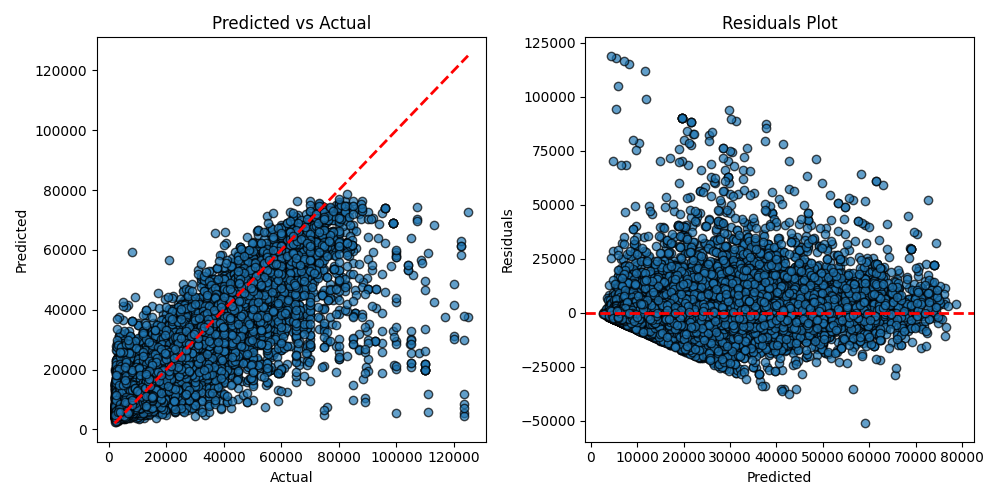 Predicted vs Actual
120000
100000
80000
60000
40000
20000
0
Predicted
0 20000 40000 60000 80000 100000 120000
Actual
Residuals Plot
125000
100000
75000
50000
25000
0
−25000
−50000
Residuals
0 10000 20000 30000 40000 50000 60000 70000 80000
Predicted